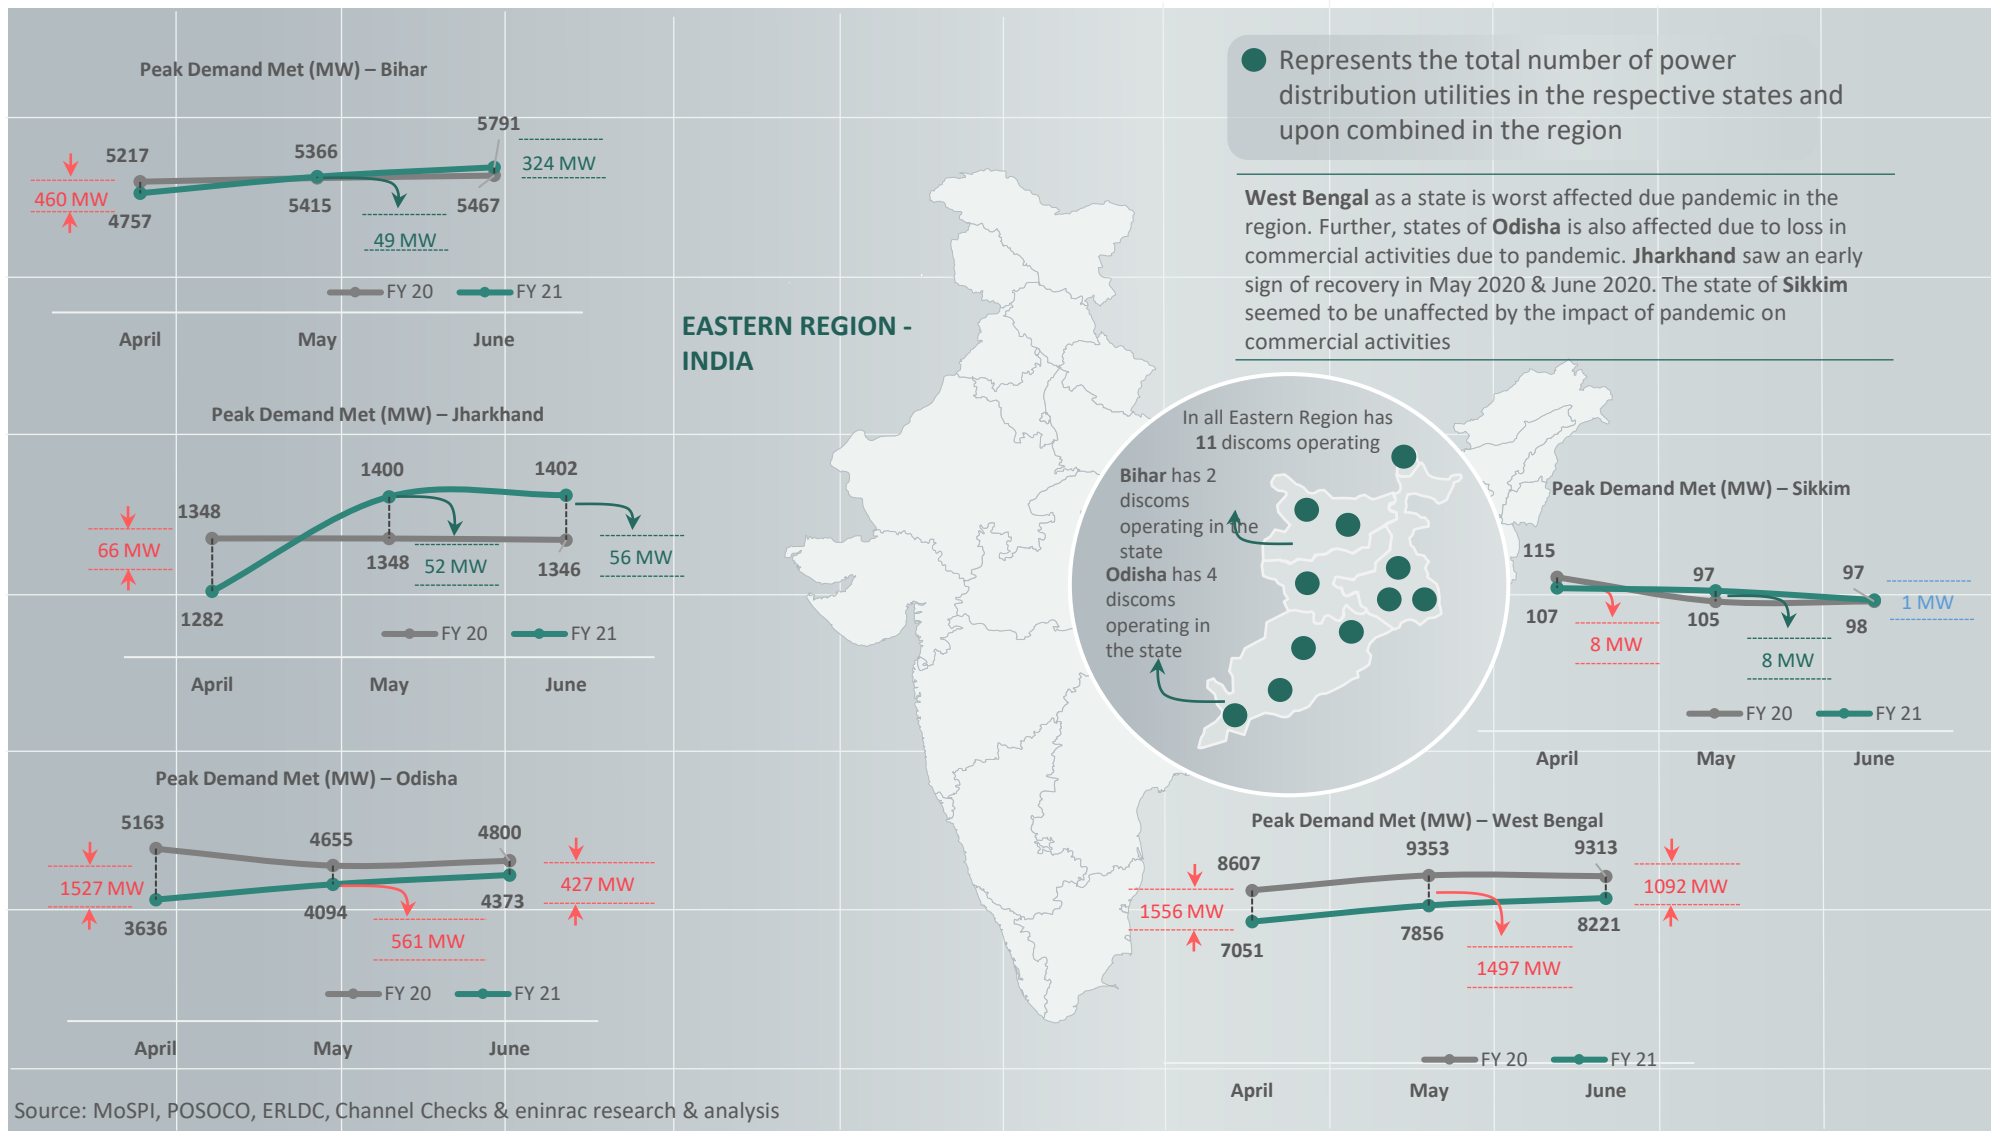 Peak Demand Met (MW) – Bihar
5217
5366
5791
460 MW
324 MW
4757
5415
5467
49 MW
FY 20
FY 21
April
May
June
Peak Demand Met (MW) – Jharkhand
1348
1400
1402
66 MW
1348
52 MW
1346
56 MW
1282
FY 20
FY 21
April
May
June
Peak Demand Met (MW) – Odisha
5163
4655
4800
1527 MW
427 MW
3636
4094
4373
561 MW
FY 20
FY 21
April
May
June
Source: MoSPI, POSOCO, ERLDC, Channel Checks & eninrac research & analysis
EASTERN REGION -
INDIA
Represents the total number of power
distribution utilities in the respective states and
upon combined in the region
West Bengal as a state is worst affected due pandemic in the
region. Further, states of Odisha is also affected due to loss in
commercial activities due to pandemic. Jharkhand saw an early
sign of recovery in May 2020 & June 2020. The state of Sikkim
seemed to be unaffected by the impact of pandemic on
commercial activities
In all Eastern Region has
11 discoms operating
Bihar has 2
discoms
operating in the
state
Odisha has 4
discoms
operating in
the state
Peak Demand Met (MW) – Sikkim
115
97
97
1 MW
107
105
98
8 MW
8 MW
FY 20
FY 21
April
May
June
Peak Demand Met (MW) – West Bengal
8607
9353
9313
1556 MW
1092 MW
7051
7856
8221
1497 MW
FY 20
FY 21
April
May
June